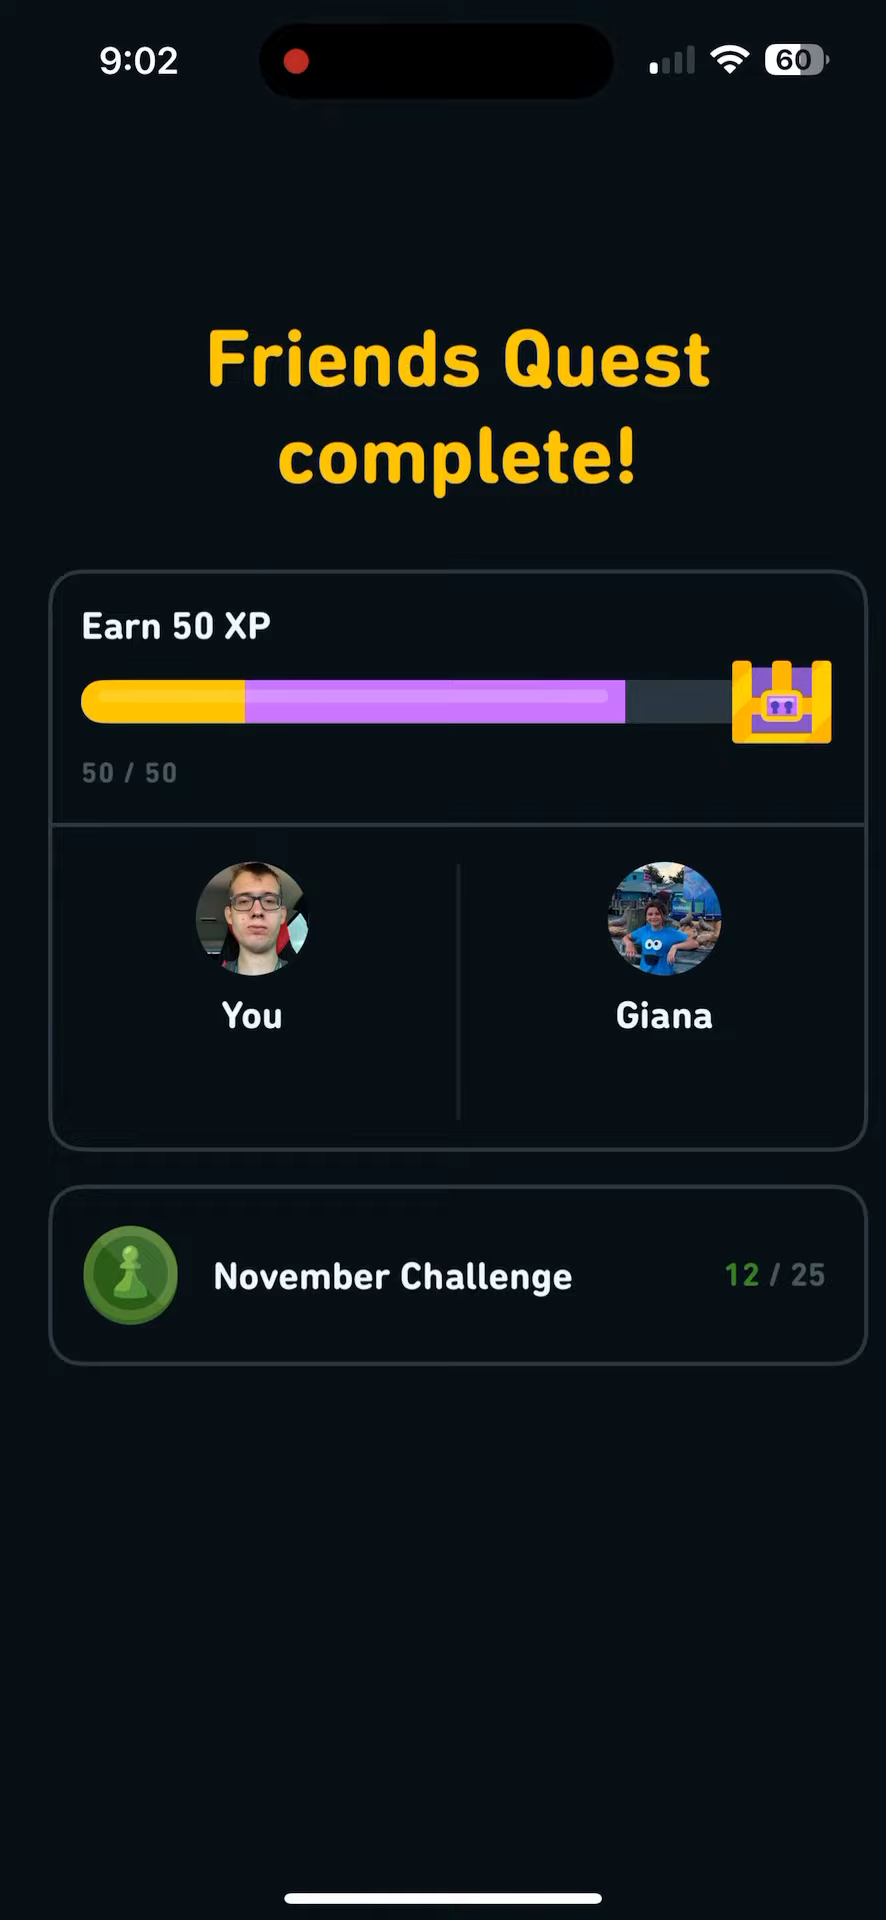 9:02
60
Friends Quest
complete!
Earn 50 XP
50 / 50
You
Giana
November Challenge
12 / 25